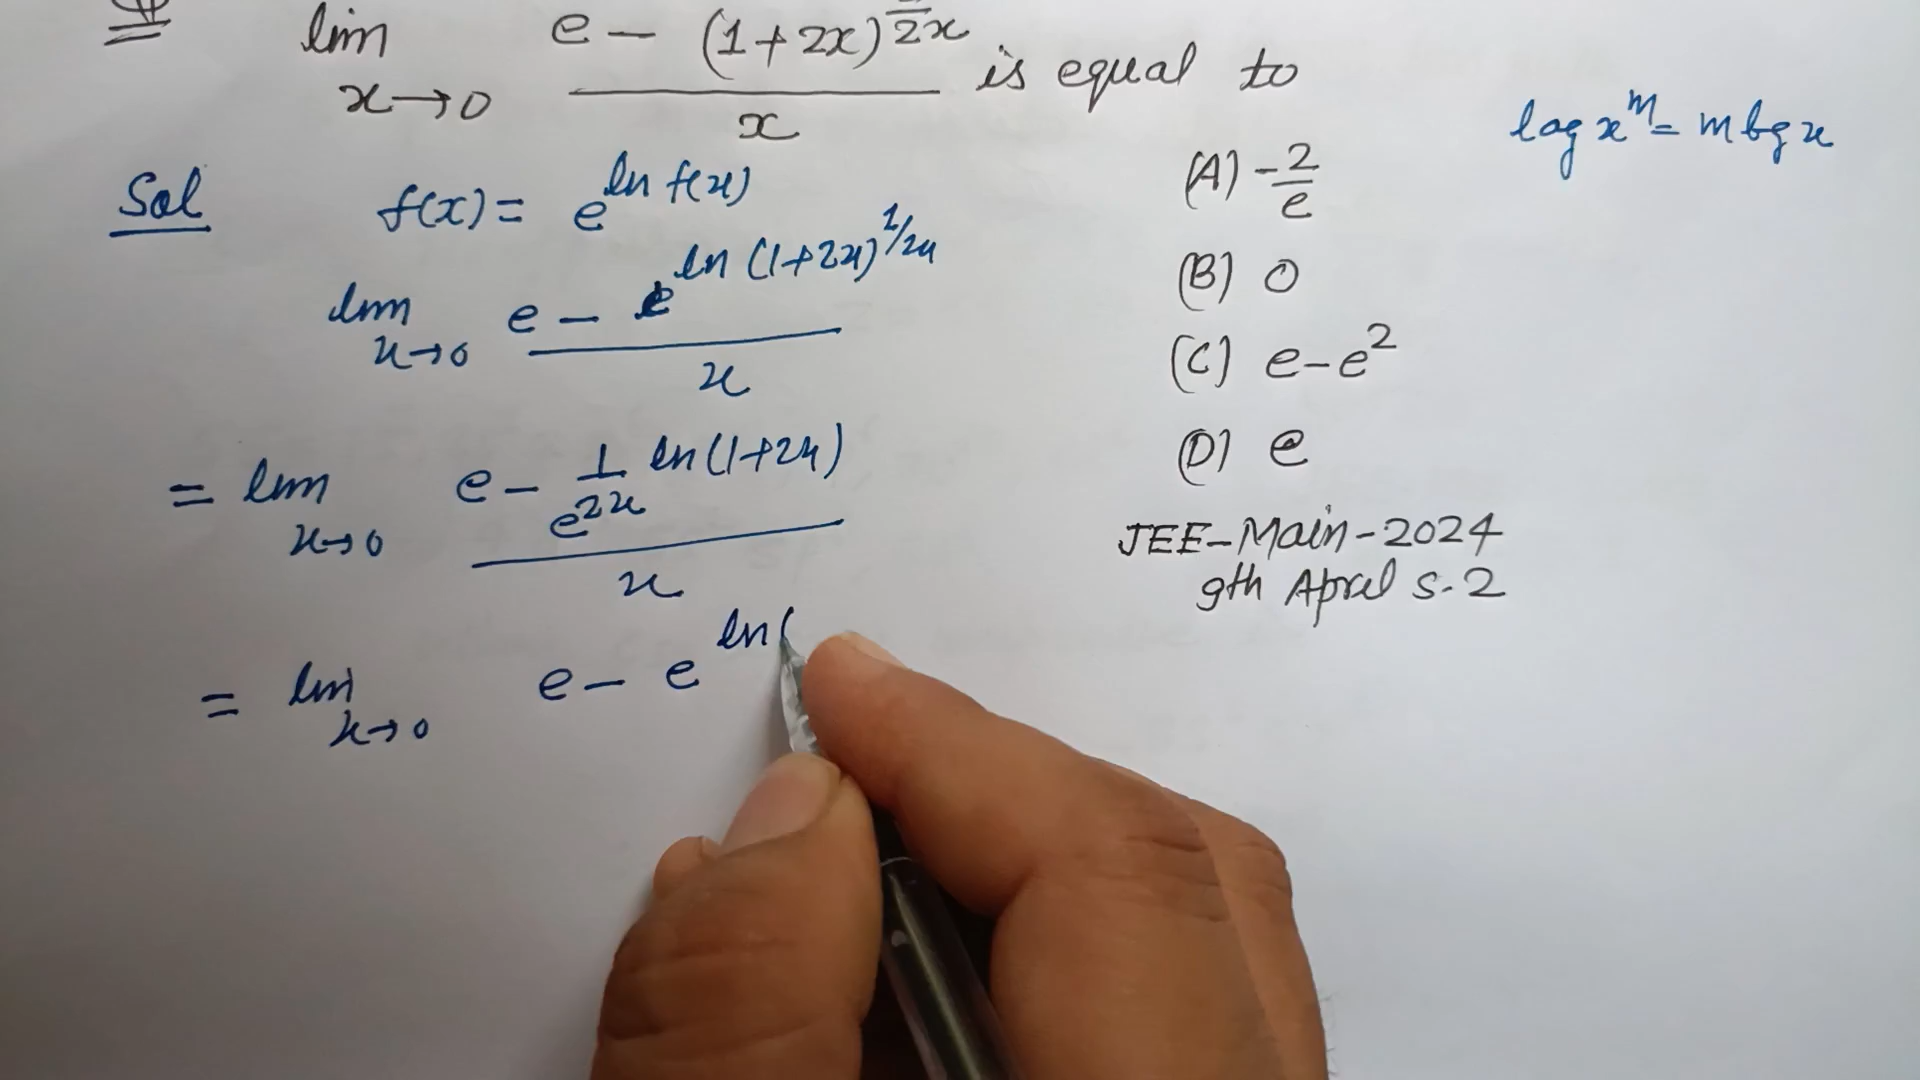 lim x→0 e - (1+2x)^1/2x / x is equal to
log x^m = m log x
Sol f(x) = e^ln f(x)
(A) -2/e
lim x→0 e - e^ln (1+2x)^1/2x / x
(B) 0
(C) e-e^2
= lim x→0 e - e^1/2x ln(1+2x) / x
(D) e
JEE-Main-2024
9th April S-2
= lim x→0 e - e^ln(